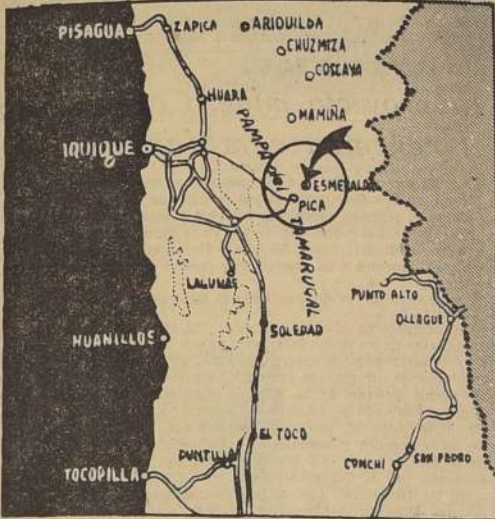 PISAGUA
ZAPICA
ARIQUILDA
CHUZMIZA
COSCAYA
HUARA
MAMIÑA
IQUIQUE
PAMPA del TAMARUGAL
ESMERALDA
PICA
LAGUNAS
PUNTO ALTO
OLLAGUE
HUANILLOS
SOLEDAD
EL TOCO
PUNTILLA
CONCHI
SAN PEDRO
TOCOPILLA